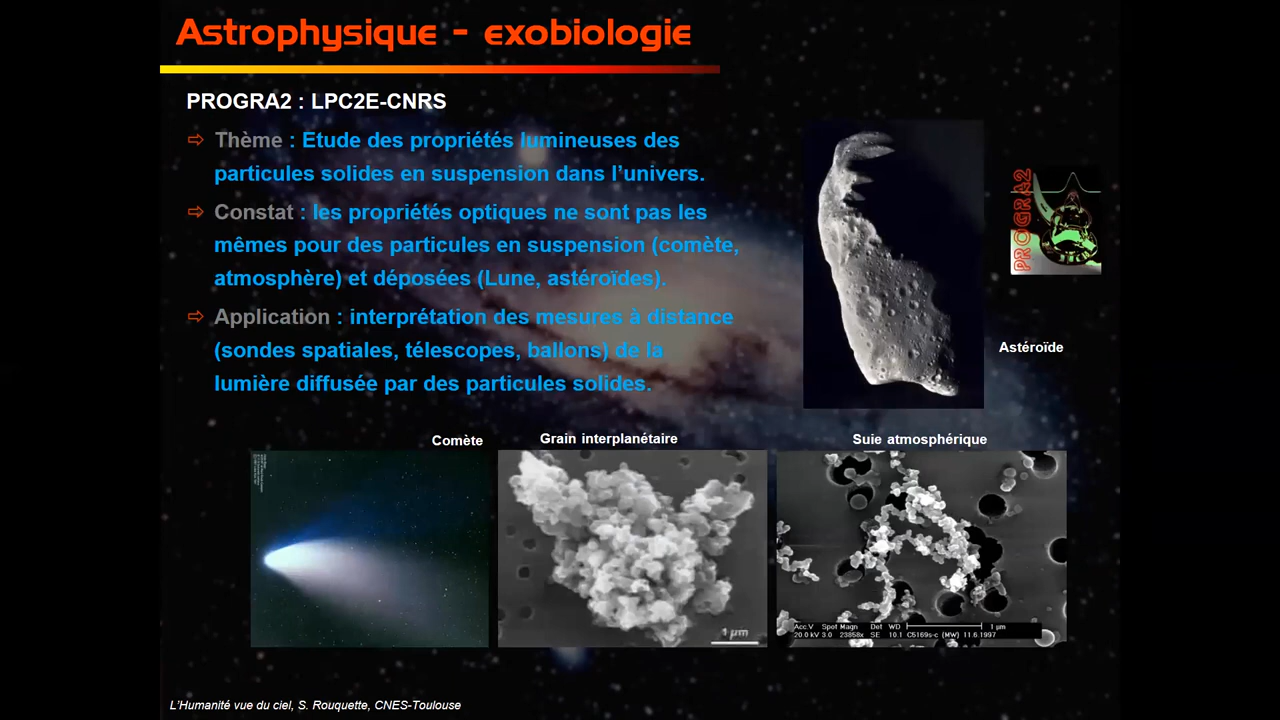 Astrophysique - exobiologie
PROGRA2 : LPC2E-CNRS
⇨ Thème : Etude des propriétés lumineuses des
particules solides en suspension dans l’univers.
⇨ Constat : les propriétés optiques ne sont pas les
mêmes pour des particules en suspension (comète,
atmosphère) et déposées (Lune, astéroïdes).
⇨ Application : interprétation des mesures à distance
(sondes spatiales, télescopes, ballons) de la
lumière diffusée par des particules solides.
PROGRA2
Astéroïde
Comète
Grain interplanétaire
Suie atmosphérique
1 µm
Acc.V Spot Magn Det WD 1 µm
20.0 kV 3.0 23858x SE 10.1 C5169s-c (MW) 11.6.1997
L’Humanité vue du ciel, S. Rouquette, CNES-Toulouse